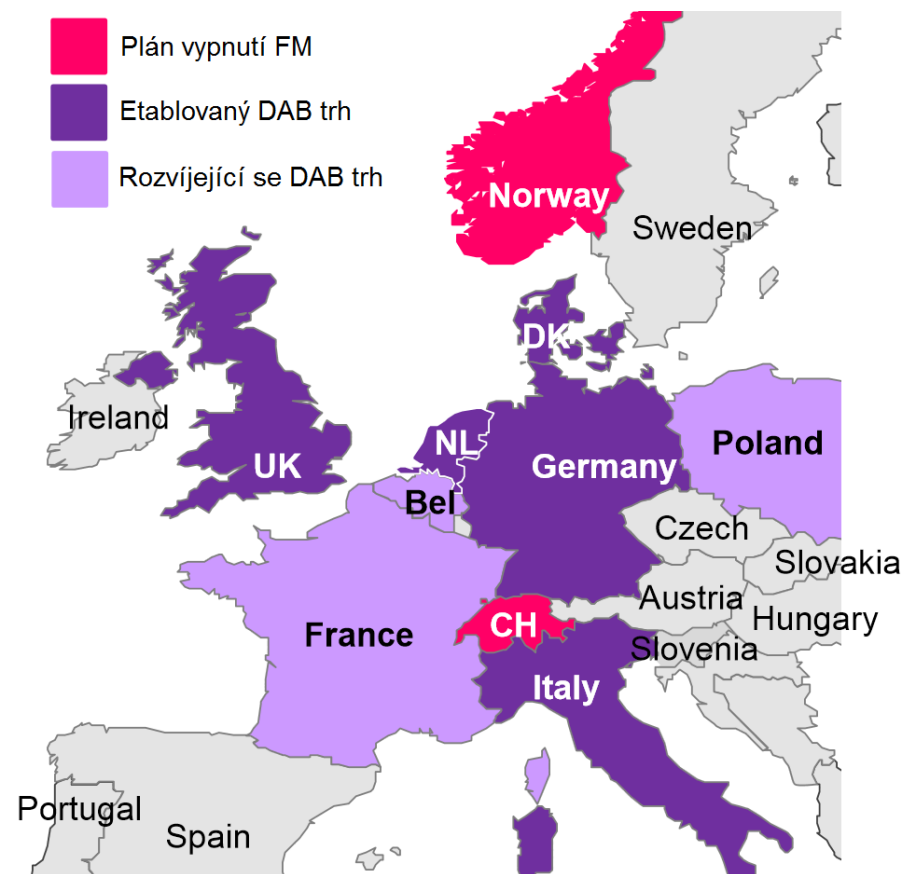 Plán vypnutí FM
Etablovaný DAB trh
Rozvíjející se DAB trh
Norway
Sweden
DK
Ireland
NL
Poland
UK
Germany
Bel
Czech
Slovakia
Austria
Hungary
France
CH
Slovenia
Italy
Portugal
Spain